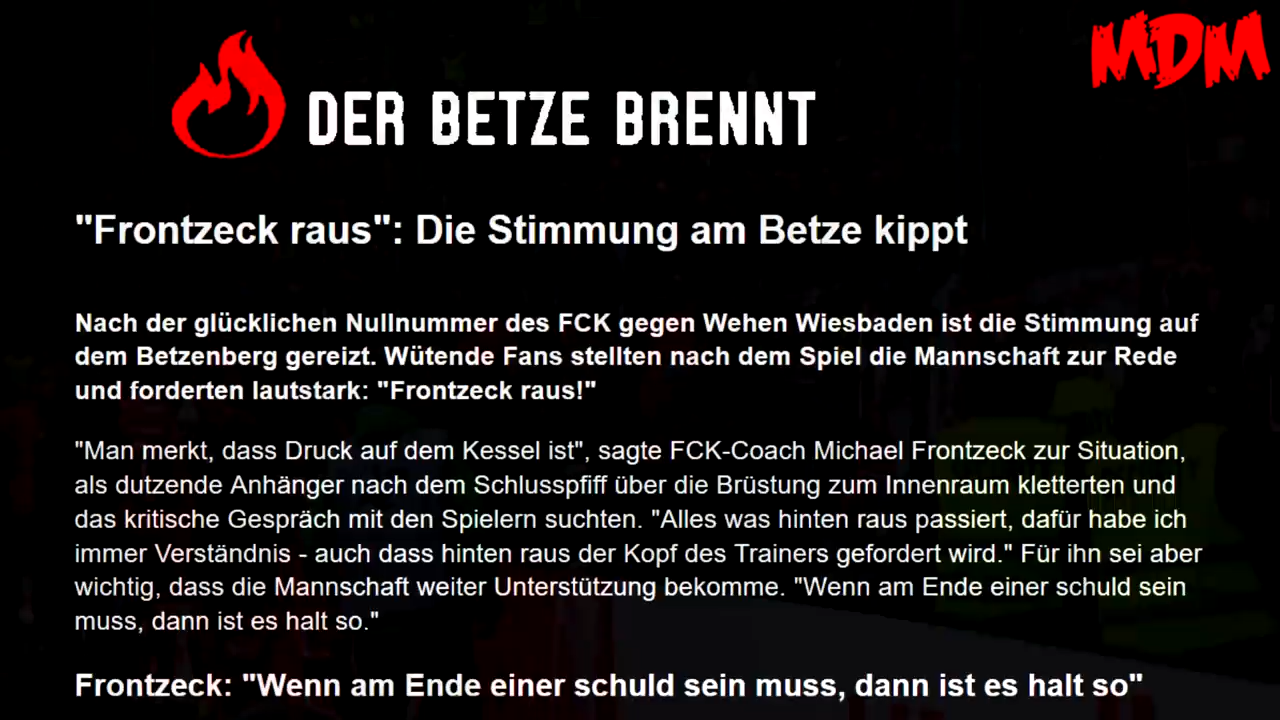 MDM
DER BETZE BRENNT
"Frontzeck raus": Die Stimmung am Betze kippt
Nach der glücklichen Nullnummer des FCK gegen Wehen Wiesbaden ist die Stimmung auf
dem Betzenberg gereizt. Wütende Fans stellten nach dem Spiel die Mannschaft zur Rede
und forderten lautstark: "Frontzeck raus!"
"Man merkt, dass Druck auf dem Kessel ist", sagte FCK-Coach Michael Frontzeck zur Situation,
als dutzende Anhänger nach dem Schlusspfiff über die Brüstung zum Innenraum kletterten und
das kritische Gespräch mit den Spielern suchten. "Alles was hinten raus passiert, dafür habe ich
immer Verständnis - auch dass hinten raus der Kopf des Trainers gefordert wird." Für ihn sei aber
wichtig, dass die Mannschaft weiter Unterstützung bekomme. "Wenn am Ende einer schuld sein
muss, dann ist es halt so."
Frontzeck: "Wenn am Ende einer schuld sein muss, dann ist es halt so"